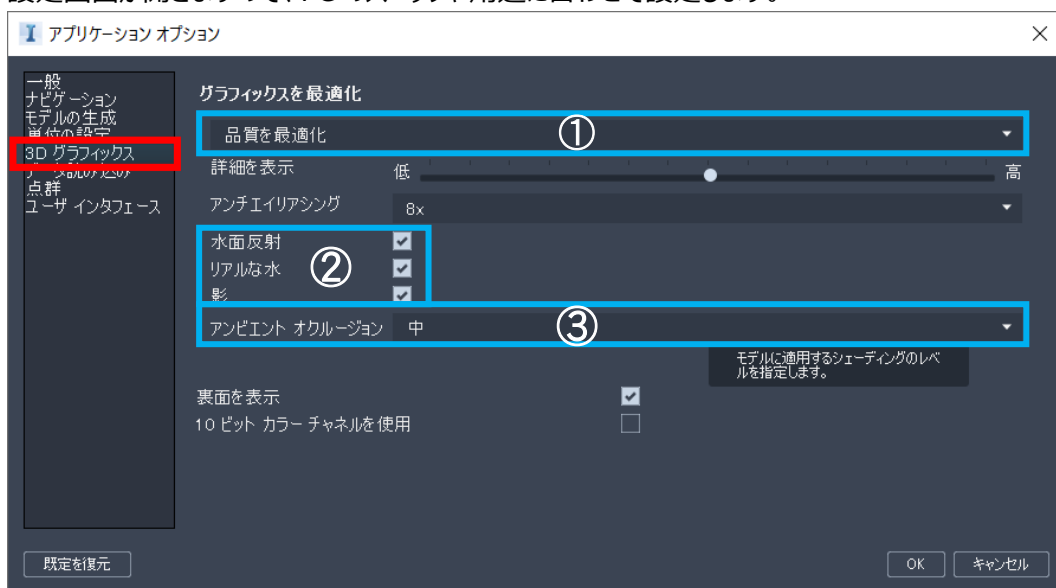 アプリケーション オプション
一般
ナビゲーション
モデルの生成
単位の設定
3D グラフィックス
点群
ユーザ インタフェース
グラフィックスを最適化
品質を最適化
①
詳細を表示
低
高
アンチエイリアシング
8x
水面反射
リアルな水
影
②
アンビエント オクルージョン
中
③
モデルに適用するシェーディングのレベ
ルを指定します。
裏面を表示
10 ビット カラー チャネルを使用
既定を復元
OK
キャンセル